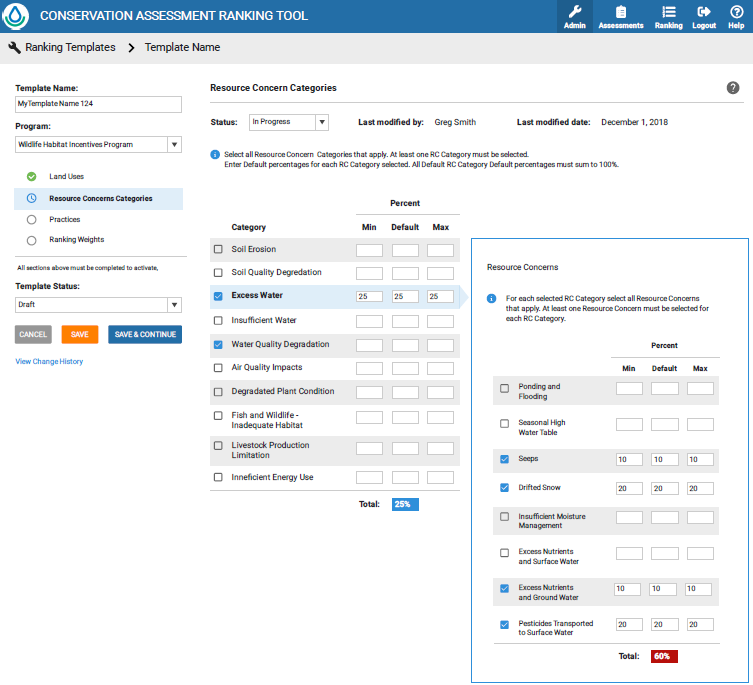 CONSERVATION ASSESSMENT RANKING TOOL
Admin
Assessments
Ranking
Logout
Help
Ranking Templates > Template Name
Template Name:
MyTemplate Name 124
Program:
Wildlife Habitat Incentives Program
Land Uses
Resource Concerns Categories
Practices
Ranking Weights
All sections above must be completed to activate,
Template Status:
Draft
CANCEL
SAVE
SAVE & CONTINUE
View Change History
Resource Concern Categories
?
Status:
In Progress
Last modified by: Greg Smith
Last modified date: December 1, 2018
Select all Resource Concern Categories that apply. At least one RC Category must be selected.
Enter Default percentages for each RC Category selected. All Default RC Category Default percentages must sum to 100%.
Percent
Category Min Default Max
Soil Erosion
Soil Quality Degredation
Excess Water 25 25 25
Insufficient Water
Water Quality Degradation
Air Quality Impacts
Degradated Plant Condition
Fish and Wildlife -
Inadequate Habitat
Livestock Production
Limitation
Inneficient Energy Use
Total: 25%
Resource Concerns
For each selected RC Category select all Resource Concerns
that apply. At least one Resource Concern must be selected for
each RC Category.
Percent
Min Default Max
Ponding and
Flooding
Seasonal High
Water Table
Seeps 10 10 10
Drifted Snow 20 20 20
Insufficient Moisture
Management
Excess Nutrients
and Surface Water
Excess Nutrients 10 10 10
and Ground Water
Pesticides Transported 20 20 20
to Surface Water
Total: 60%